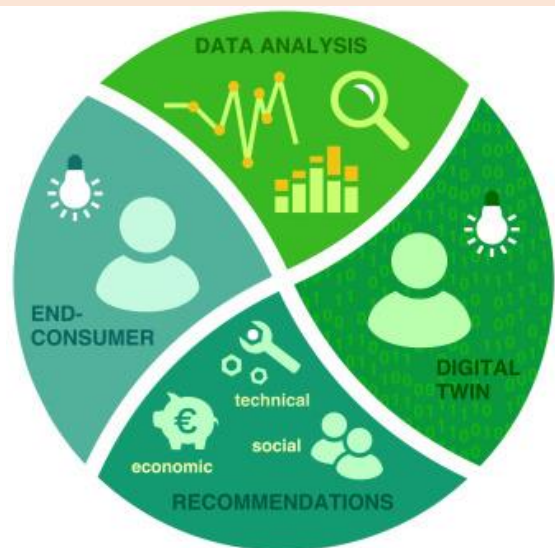 DATA ANALYSIS
END-
CONSUMER
DIGITAL
TWIN
technical
€
economic
social
RECOMMENDATIONS